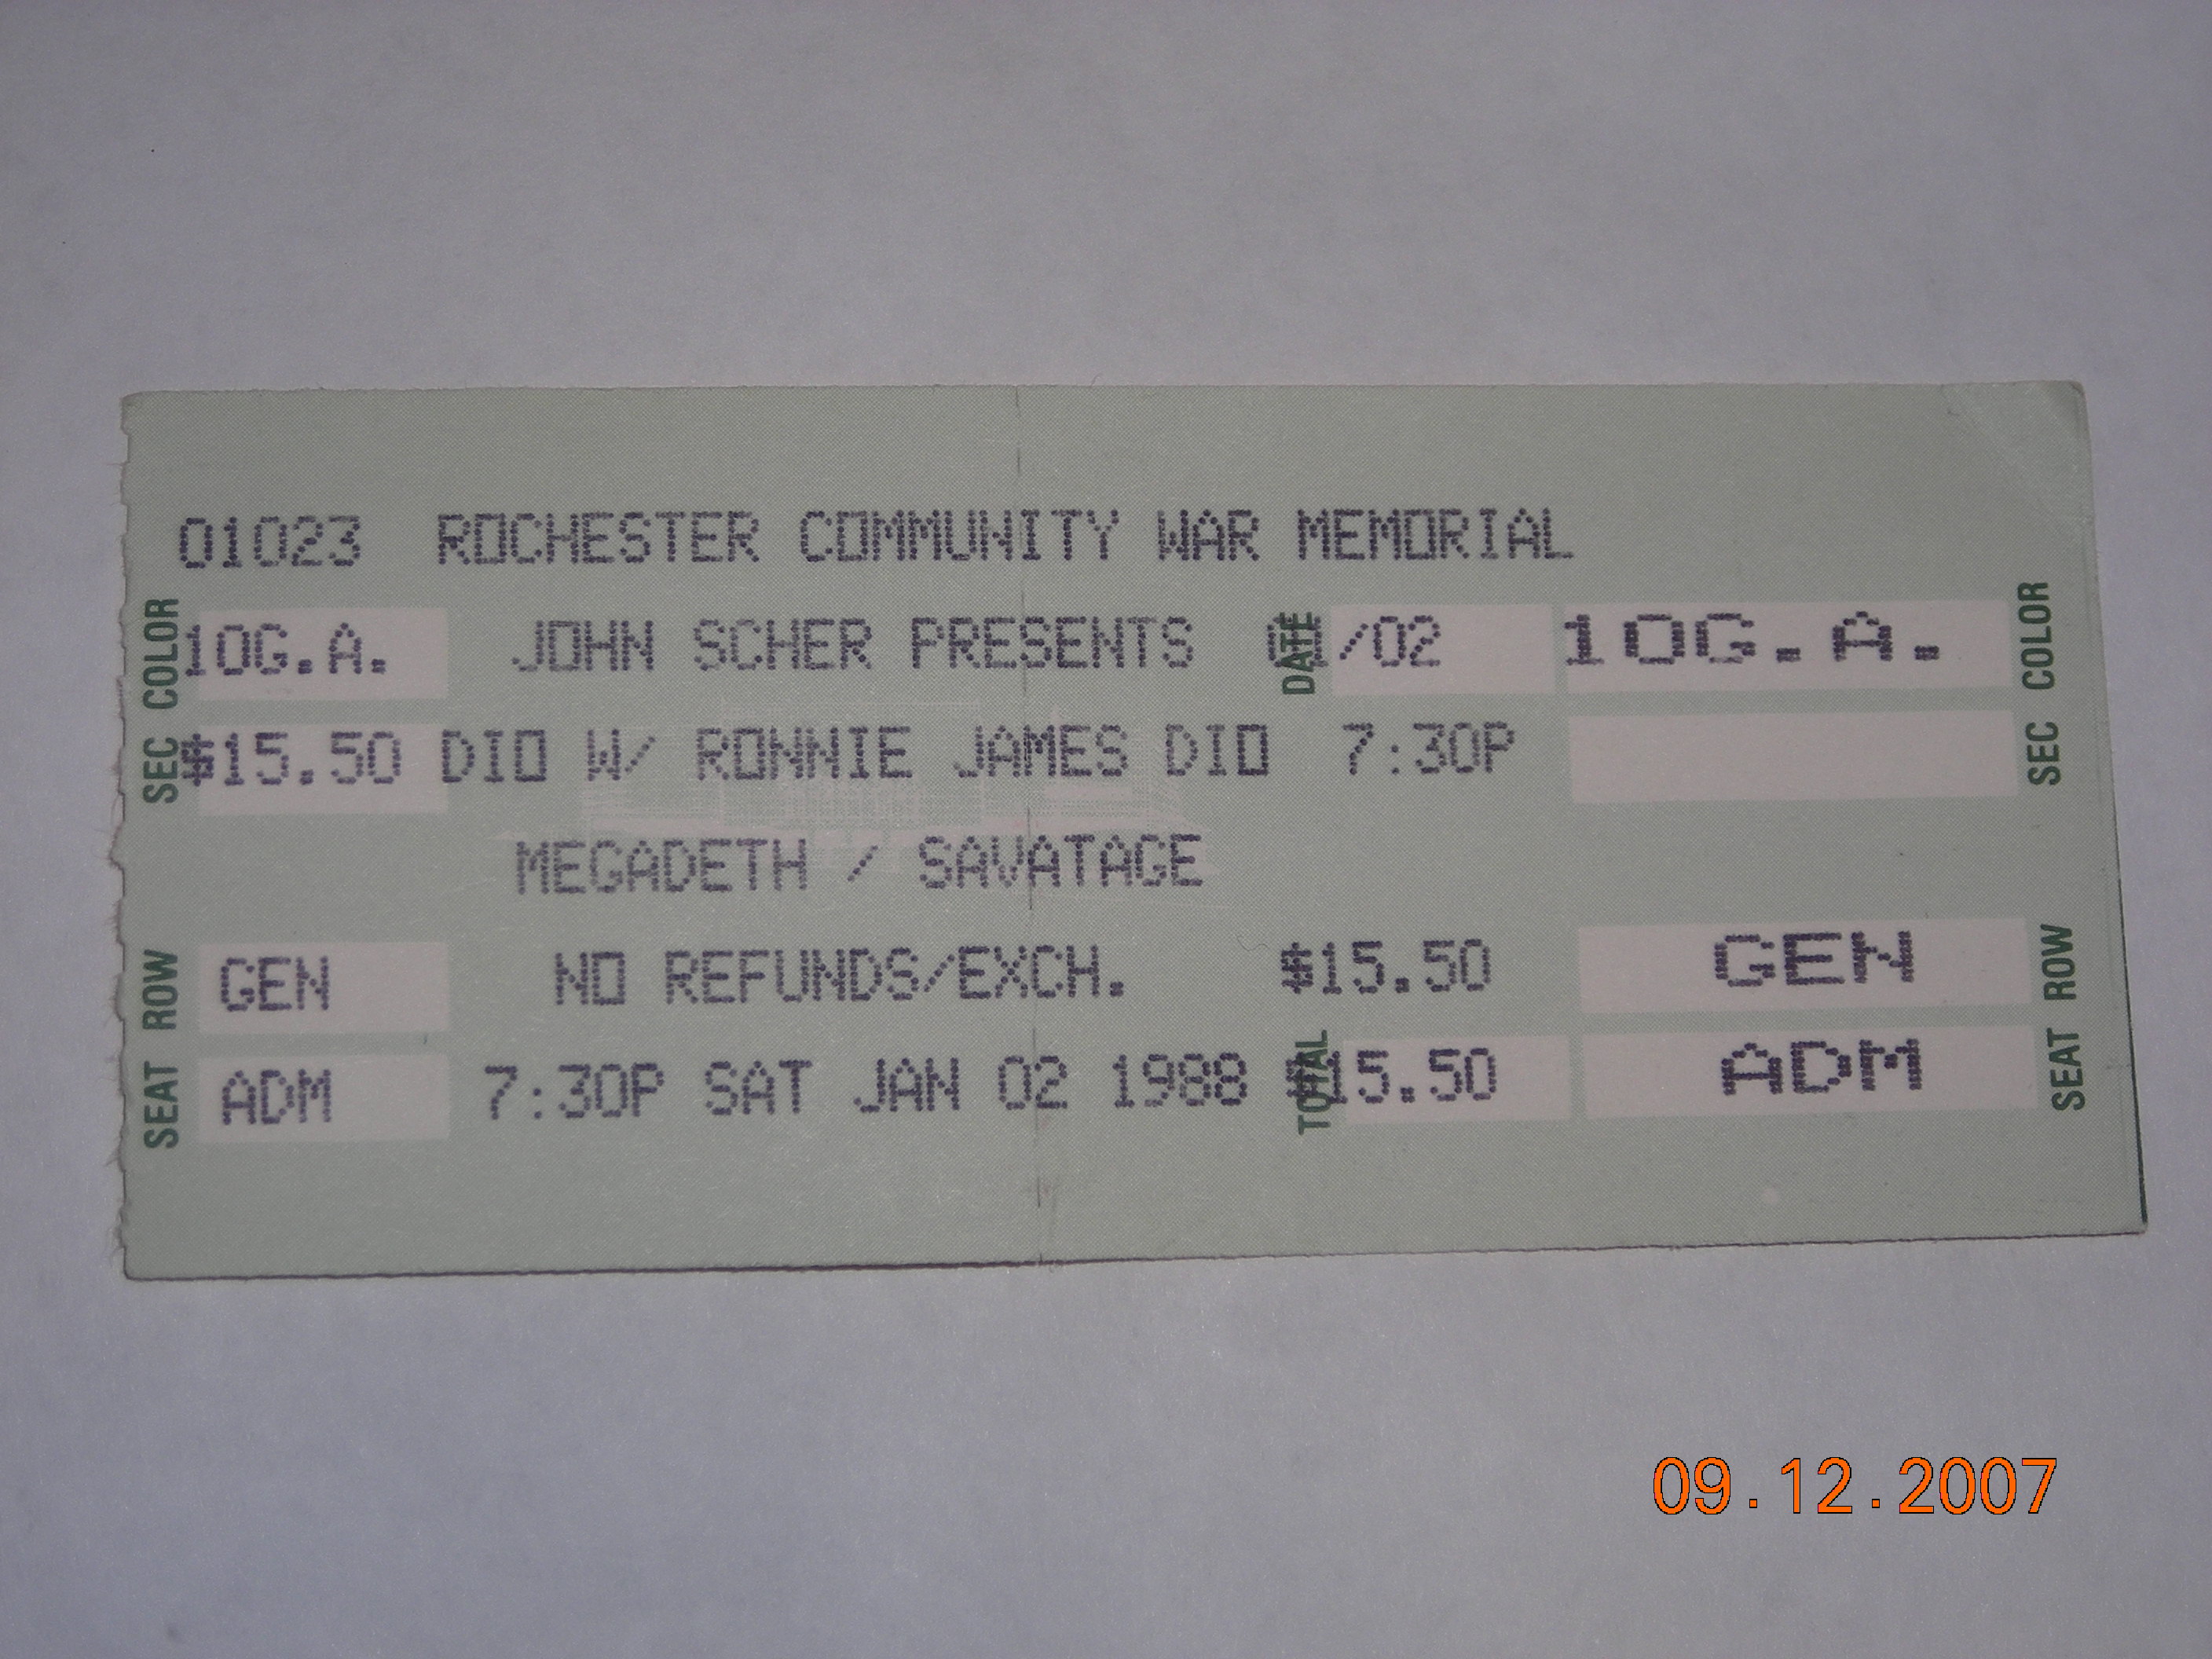 01023 ROCHESTER COMMUNITY WAR MEMORIAL
COLOR 10G.A. JOHN SCHER PRESENTS DATE 01/02 10G.A. COLOR
SEC $15.50 DIO W/ RONNIE JAMES DIO 7:30P SEC
MEGADETH / SAVATAGE
ROW GEN NO REFUNDS/EXCH. $15.50 GEN ROW
SEAT ADM 7:30P SAT JAN 02 1988 TOTAL $15.50 ADM SEAT
09.12.2007